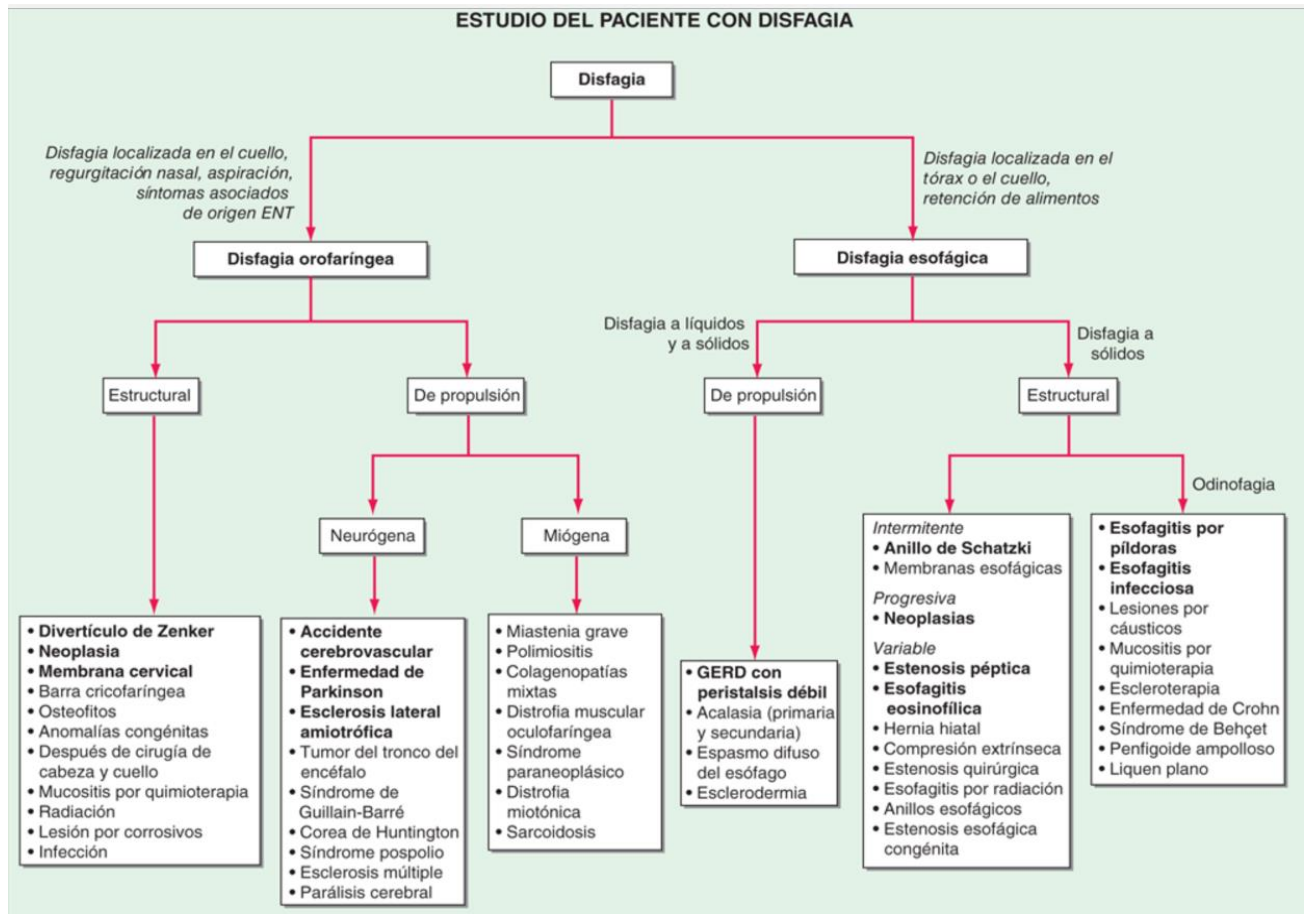 ESTUDIO DEL PACIENTE CON DISFAGIA
Disfagia
Disfagia localizada en el cuello,
regurgitación nasal, aspiración,
síntomas asociados
de origen ENT
Disfagia localizada en el
tórax o el cuello,
retención de alimentos
Disfagia orofaríngea
Disfagia esofágica
Disfagia a líquidos
y a sólidos
Disfagia a
sólidos
Estructural
De propulsión
De propulsión
Estructural
Odinofagia
Neurógena
Miógena
• Divertículo de Zenker
• Neoplasia
• Membrana cervical
• Barra cricofaríngea
• Osteofitos
• Anomalías congénitas
• Después de cirugía de
cabeza y cuello
• Mucositis por quimioterapia
• Radiación
• Lesión por corrosivos
• Infección
• Accidente
cerebrovascular
• Enfermedad de
Parkinson
• Esclerosis lateral
amiotrófica
• Tumor del tronco del
encéfalo
• Síndrome de
Guillain-Barré
• Corea de Huntington
• Síndrome pospolio
• Esclerosis múltiple
• Parálisis cerebral
• Miastenia grave
• Polimiositis
• Colagenopatías
mixtas
• Distrofia muscular
oculofaríngea
• Síndrome
paraneoplásico
• Distrofia
miotónica
• Sarcoidosis
• GERD con
peristalsis débil
• Acalasia (primaria
y secundaria)
• Espasmo difuso
del esófago
• Esclerodermia
Intermitente
• Anillo de Schatzki
• Membranas esofágicas
Progresiva
• Neoplasias
Variable
• Estenosis péptica
• Esofagitis
eosinofílica
• Hernia hiatal
• Compresión extrínseca
• Estenosis quirúrgica
• Esofagitis por radiación
• Anillos esofágicos
• Estenosis esofágica
congénita
• Esofagitis por
píldoras
• Esofagitis
infecciosa
• Lesiones por
cáusticos
• Mucositis por
quimioterapia
• Escleroterapia
• Enfermedad de Crohn
• Síndrome de Behçet
• Penfigoide ampolloso
• Liquen plano